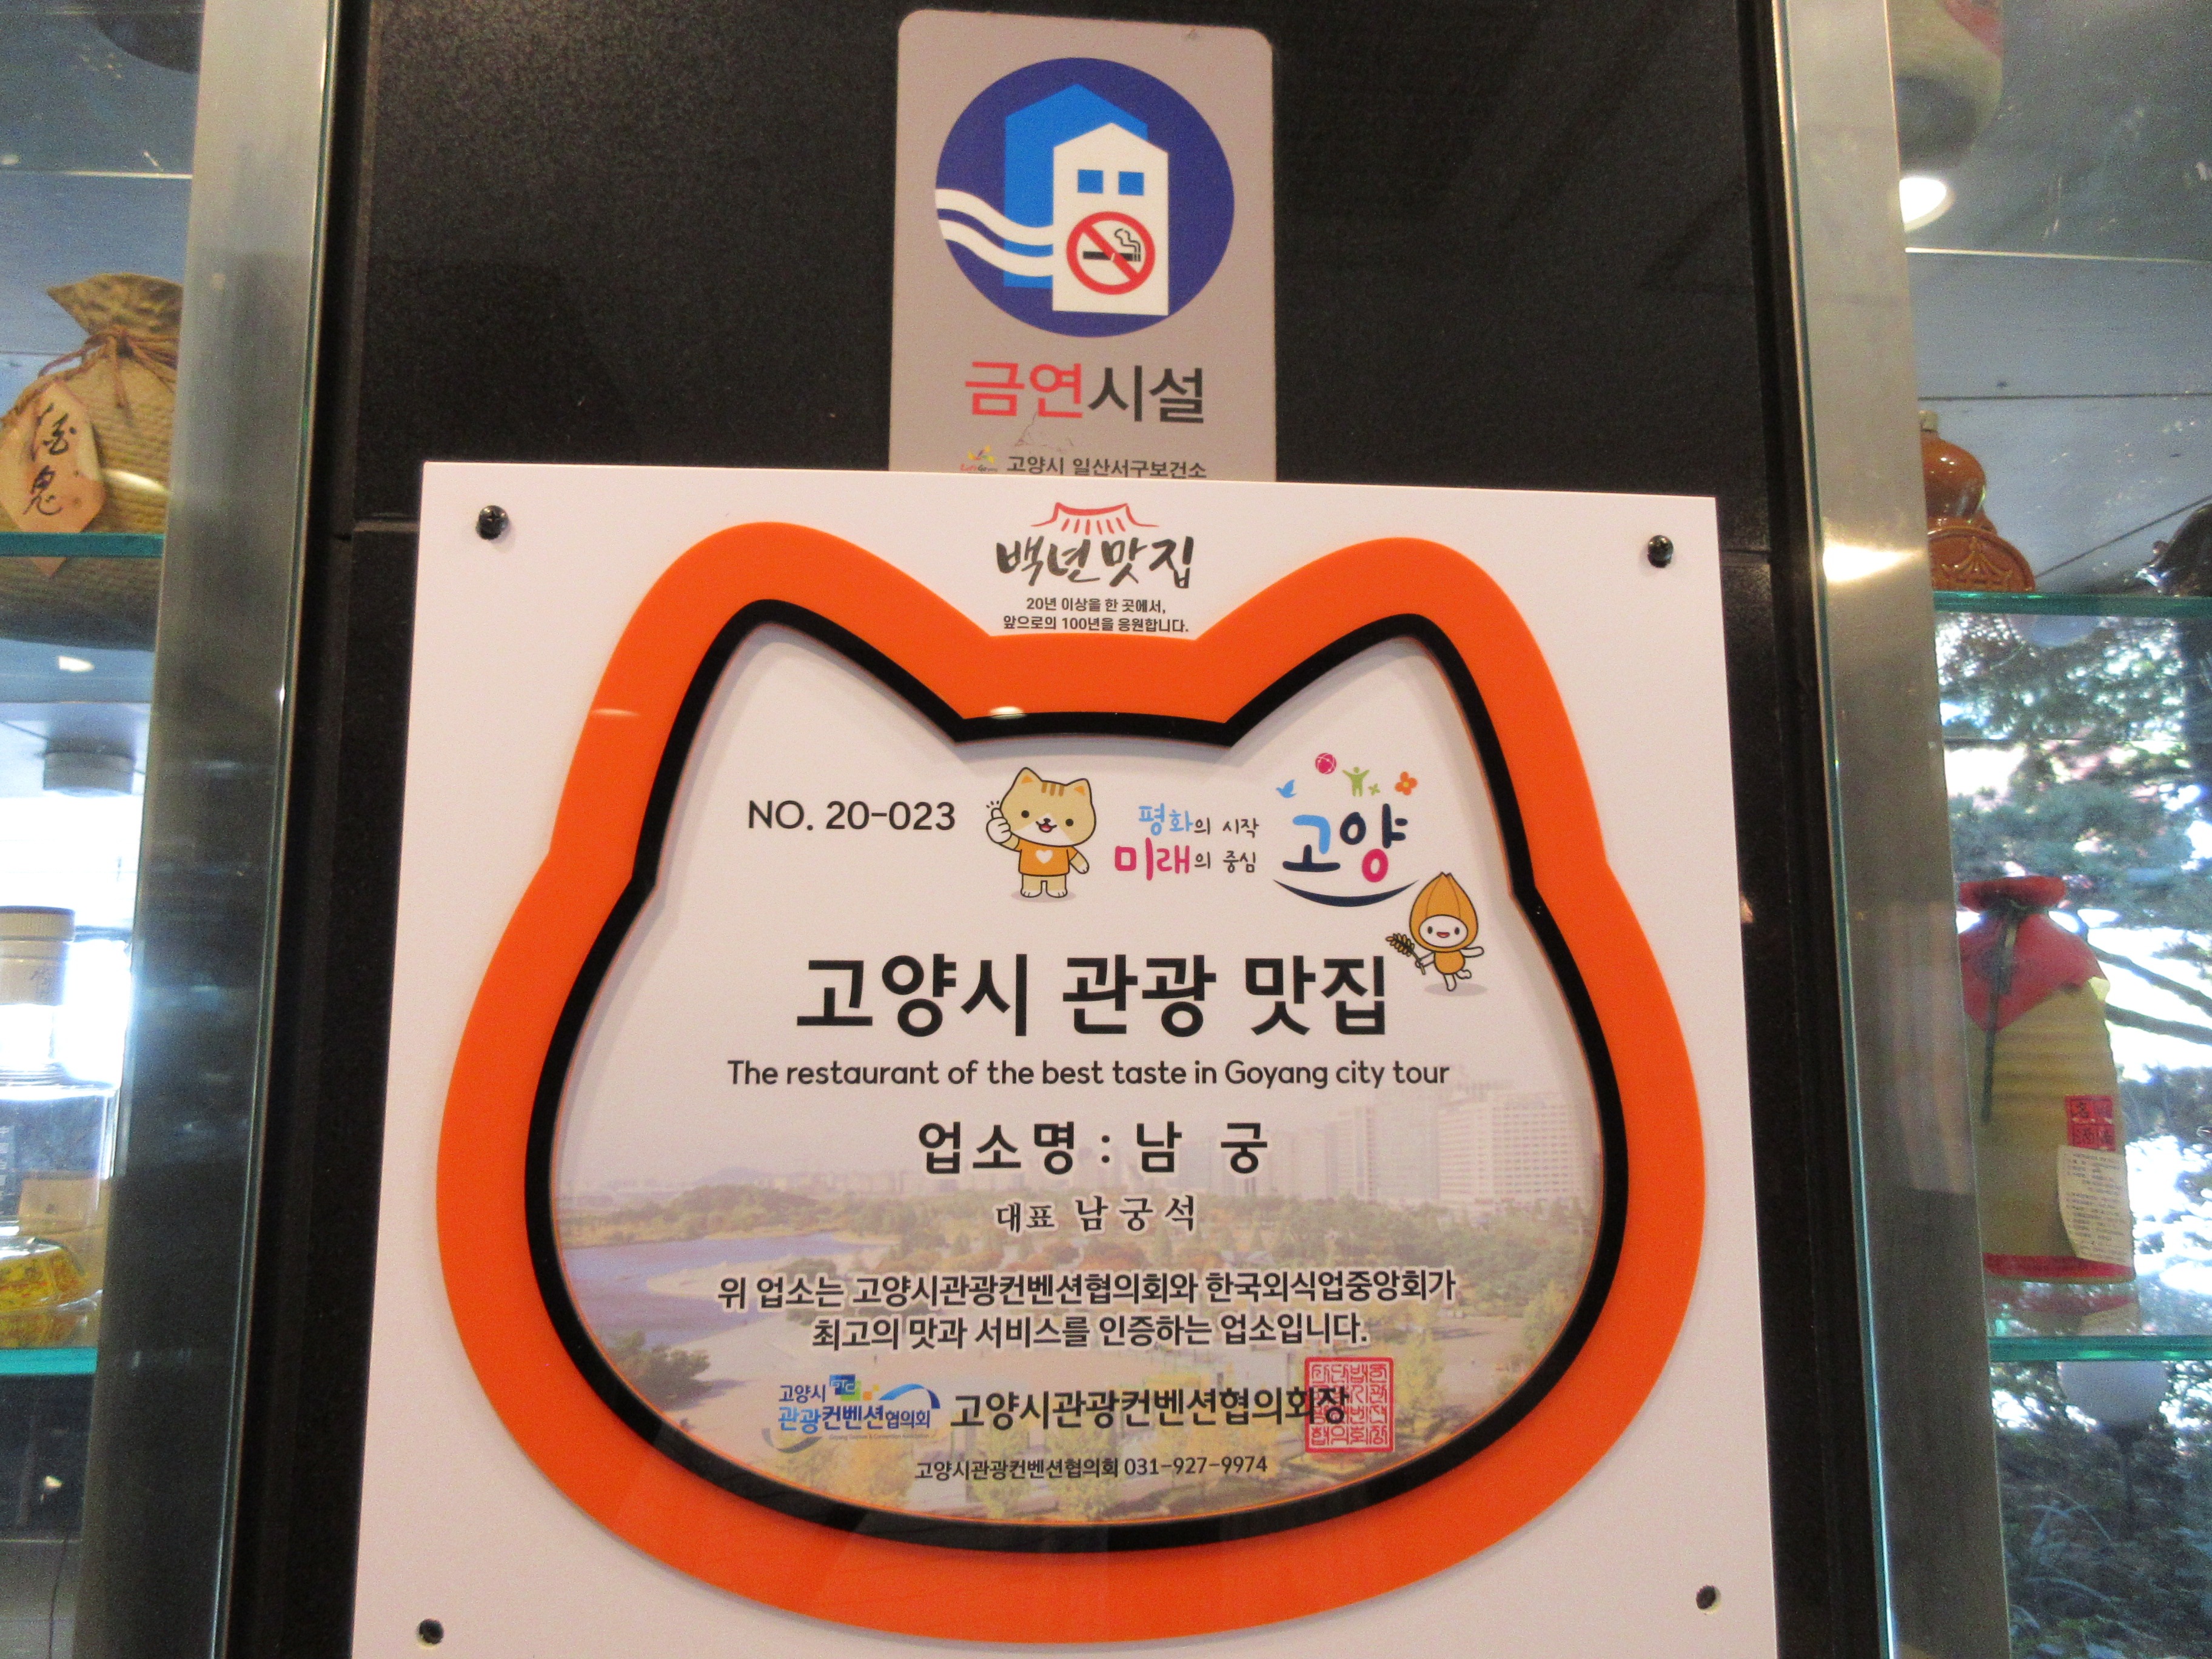 금연시설
고양시 일산서구보건소
백년맛집
20년 이상을 한 곳에서,
앞으로의 100년을 응원합니다.
NO. 20-023
평화의 시작
미래의 중심
고양
고양시 관광 맛집
The restaurant of the best taste in Goyang city tour
업소명 : 남 궁
대표 남궁석
위 업소는 고양시관광컨벤션협의회와 한국외식업중앙회가
최고의 맛과 서비스를 인증하는 업소입니다.
고양시
관광컨벤션협의회
고양시관광컨벤션협의회장
고양시관광컨벤션협의회 031-927-9974
酒
鬼